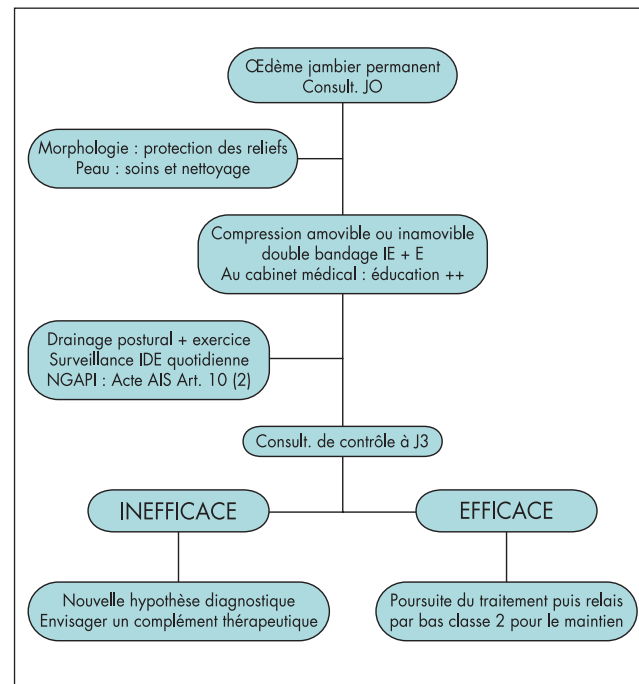 Œdème jambier permanent
Consult. JO
Morphologie : protection des reliefs
Peau : soins et nettoyage
Compression amovible ou inamovible
double bandage IE + E
Au cabinet médical : éducation ++
Drainage postural + exercice
Surveillance IDE quotidienne
NGAPI : Acte AIS Art. 10 (2)
Consult. de contrôle à J3
INEFFICACE
EFFICACE
Nouvelle hypothèse diagnostique
Envisager un complément thérapeutique
Poursuite du traitement puis relais
par bas classe 2 pour le maintien